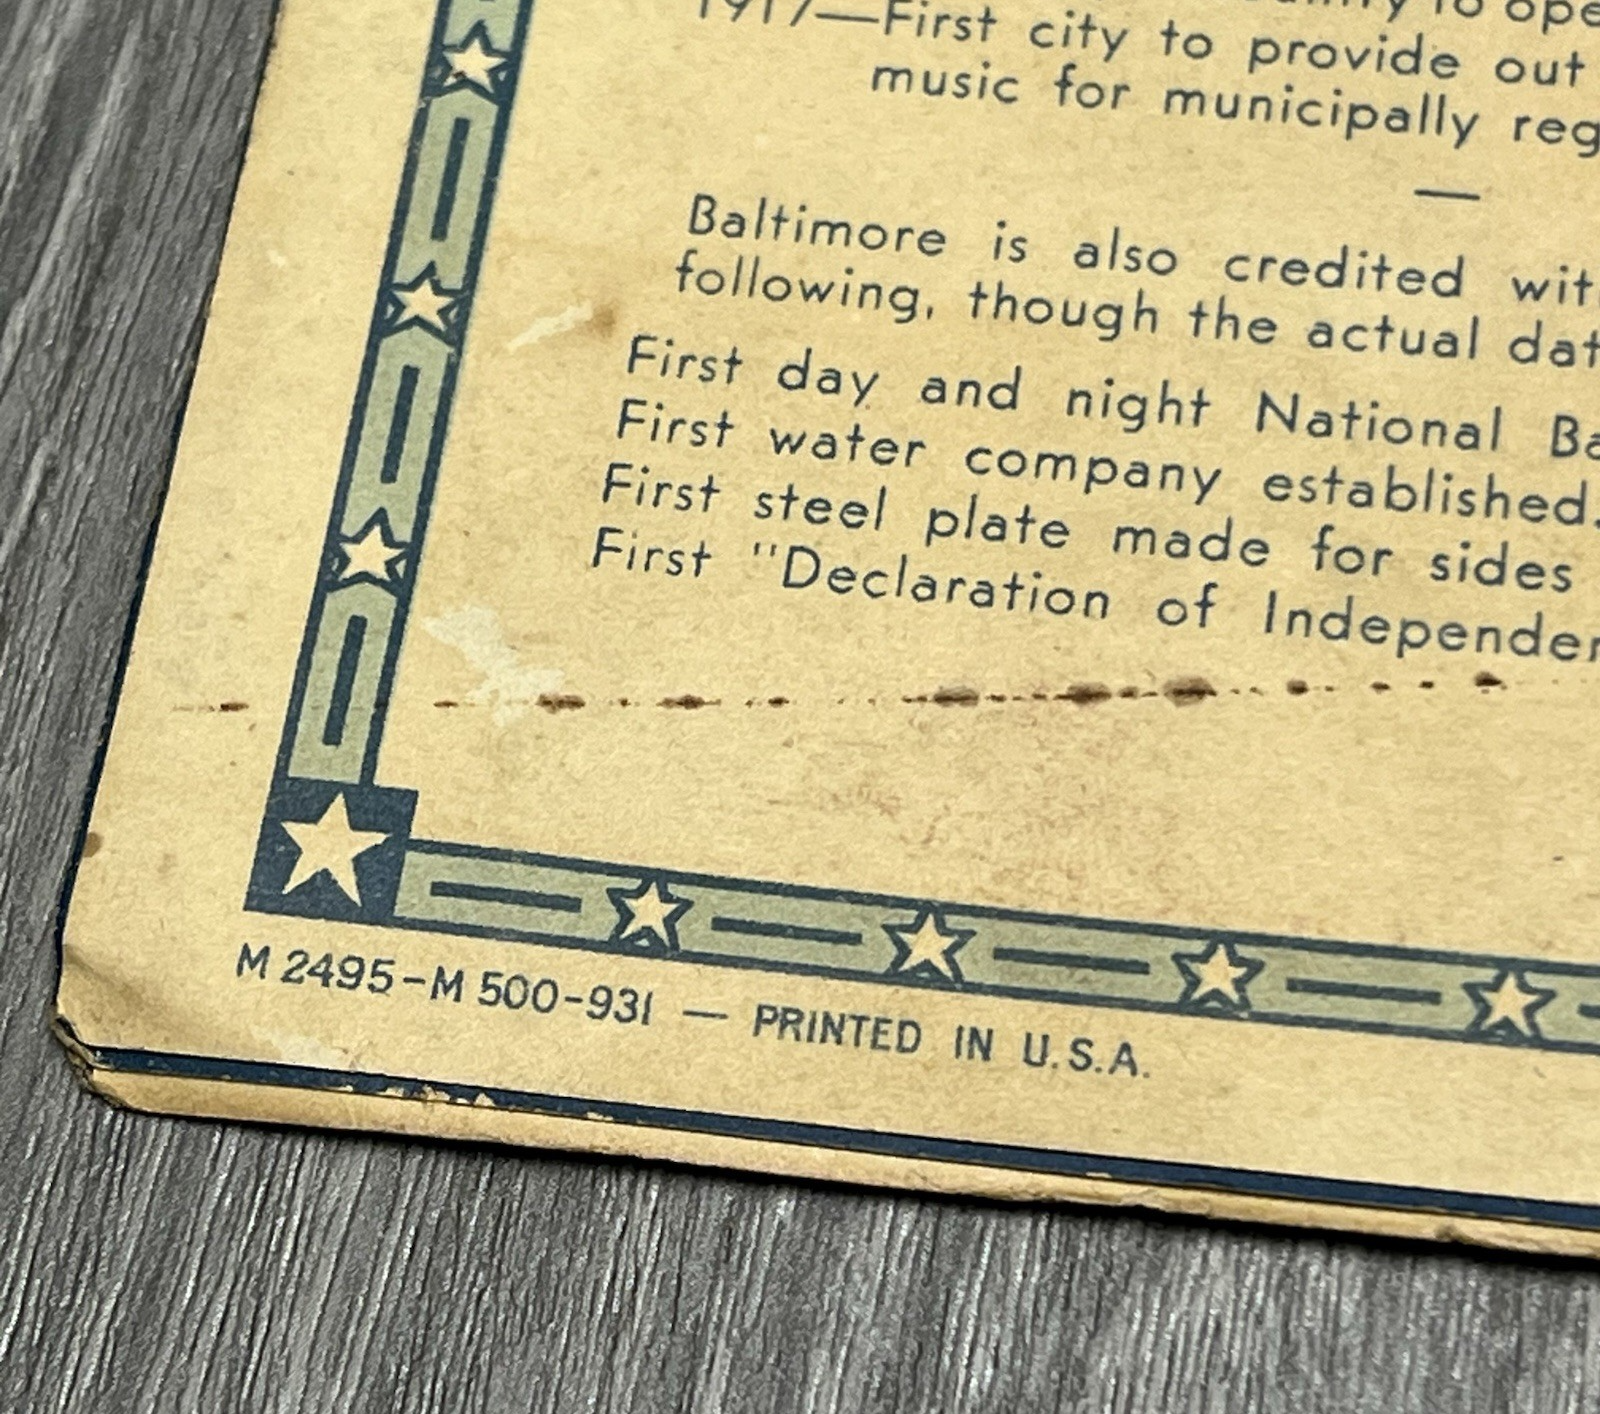 to ope
1917—First city to provide out
music for municipally reg
—
Baltimore is also credited wit
following, though the actual dat
First day and night National Ba
First water company established.
First steel plate made for sides
First "Declaration of Independen
M 2495-M 500-931 — PRINTED IN U.S.A.